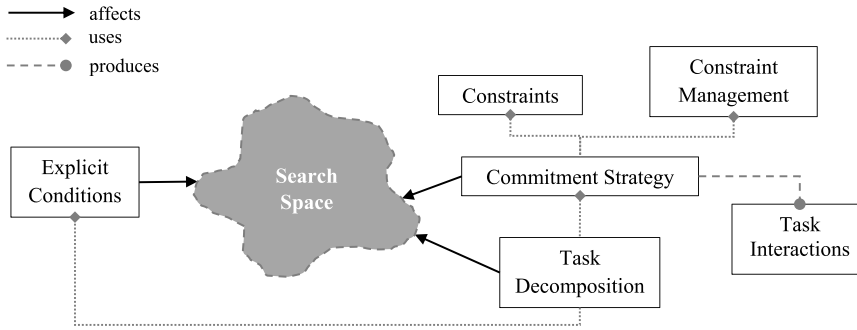 affects
uses
produces
Constraints
Constraint
Management
Explicit
Conditions
Search
Space
Commitment Strategy
Task
Interactions
Task
Decomposition